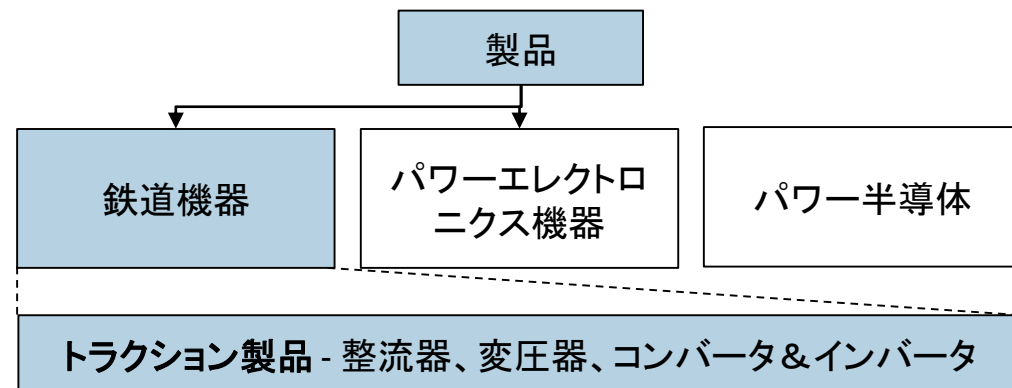 製品
鉄道機器
パワーエレクトロ
ニクス機器
パワー半導体
トラクション製品 - 整流器、変圧器、コンバータ&インバータ